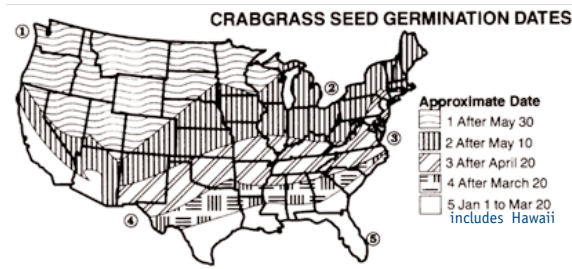 CRABGRASS SEED GERMINATION DATES
①
②
③
④
⑤
Approximate Date
1 After May 30
2 After May 10
3 After April 20
4 After March 20
5 Jan 1 to Mar 20
includes Hawaii